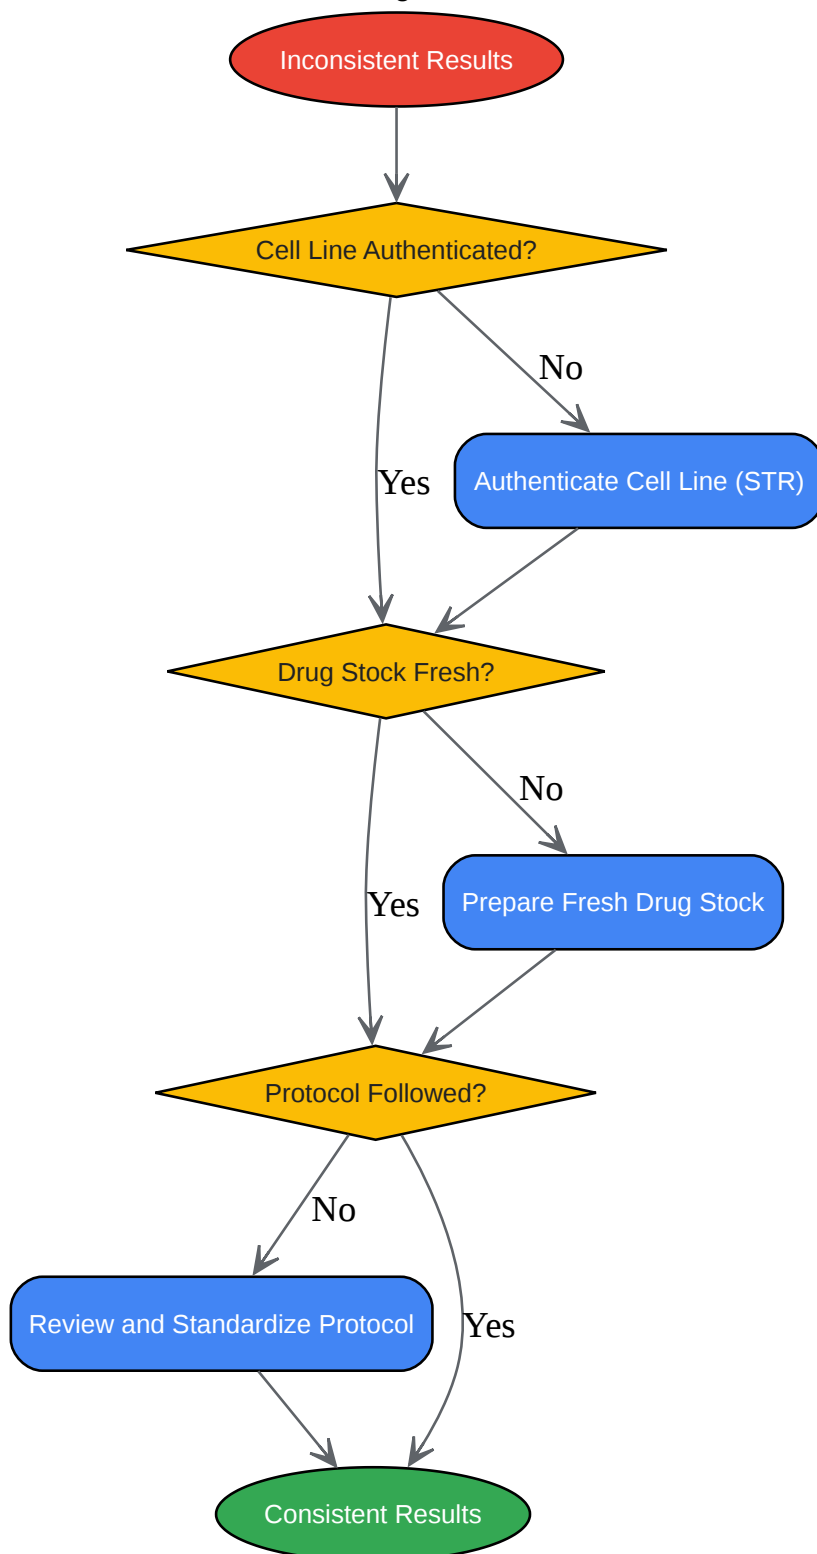 Inconsistent Results
Cell Line Authenticated?
No
Yes
Authenticate Cell Line (STR)
Drug Stock Fresh?
No
Yes
Prepare Fresh Drug Stock
Protocol Followed?
No
Review and Standardize Protocol
Yes
Consistent Results